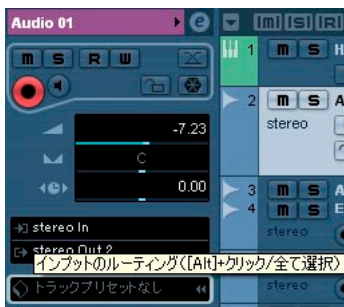 Audio 01
M S R W
-7.23
C
0.00
stereo In
stereo Out 2
インプットのルーティング([Alt]+クリック/全て選択)
トラックプリセットなし
M S R
1 M S H
2 M S A
stereo
3 M S A
4 M S E
stereo
stereo